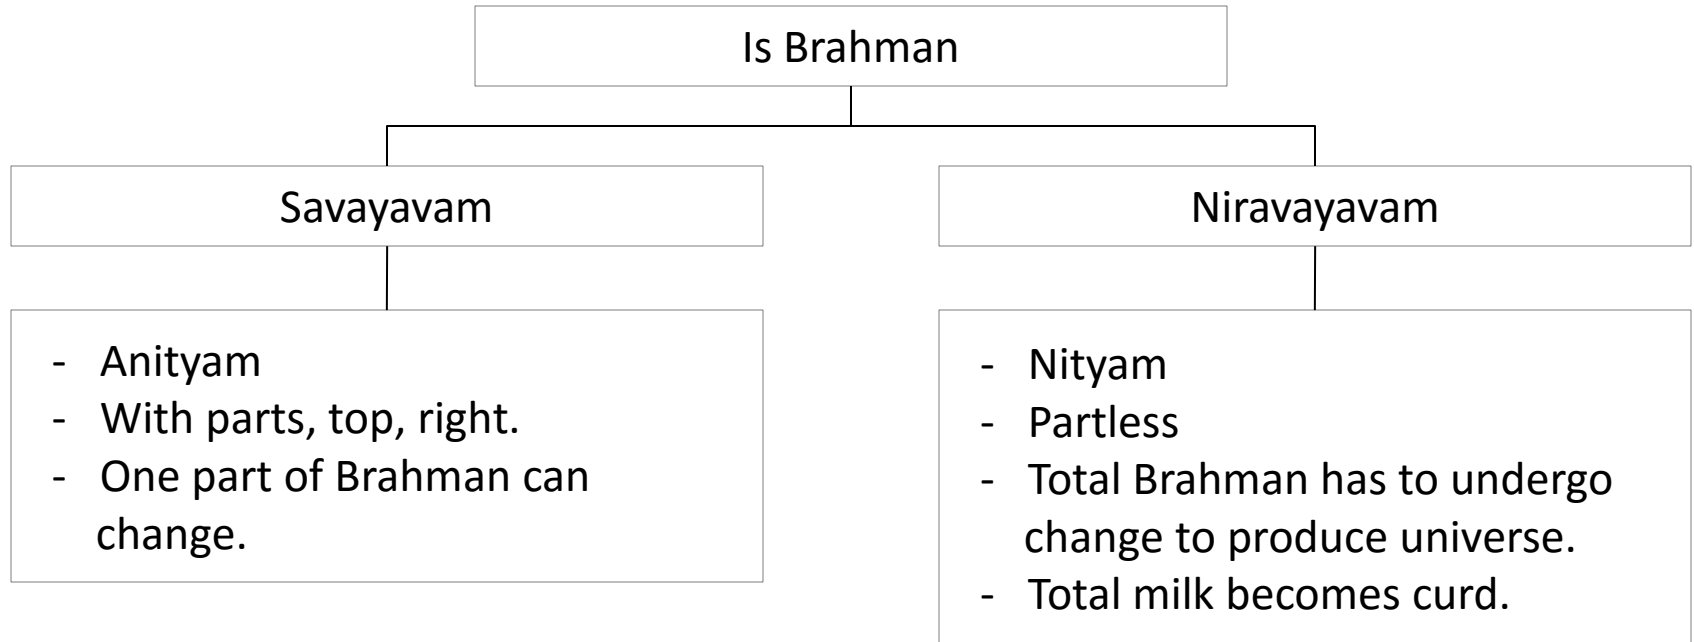 Is Brahman
Savayavam
Niravayavam
- Anityam
- With parts, top, right.
- One part of Brahman can
change.
- Nityam
- Partless
- Total Brahman has to undergo
change to produce universe.
- Total milk becomes curd.